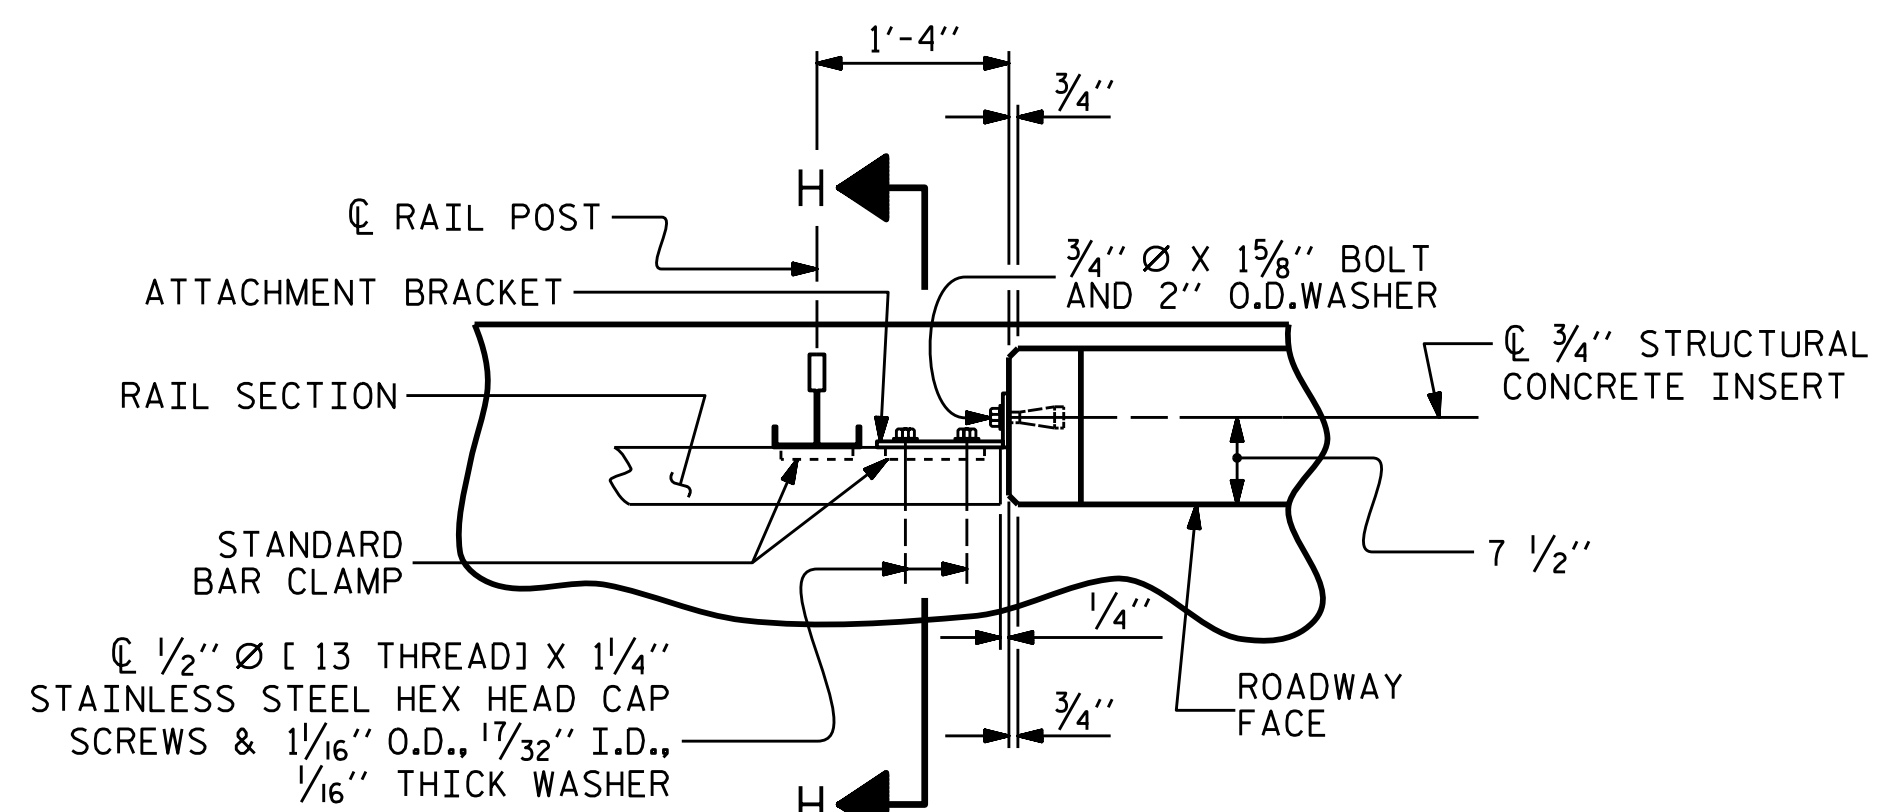 1'-4"
3/4"
H
℄ RAIL POST
ATTACHMENT BRACKET
3/4" Ø X 1 5/8" BOLT
AND 2" O.D.WASHER
℄ 3/4" STRUCTURAL
CONCRETE INSERT
RAIL SECTION
STANDARD
BAR CLAMP
7 1/2"
1/4"
℄ 1/2" Ø [ 13 THREAD] X 1 1/4"
STAINLESS STEEL HEX HEAD CAP
SCREWS & 1 1/16" O.D., 17/32" I.D.,
1/16" THICK WASHER
ROADWAY
FACE
3/4"
H